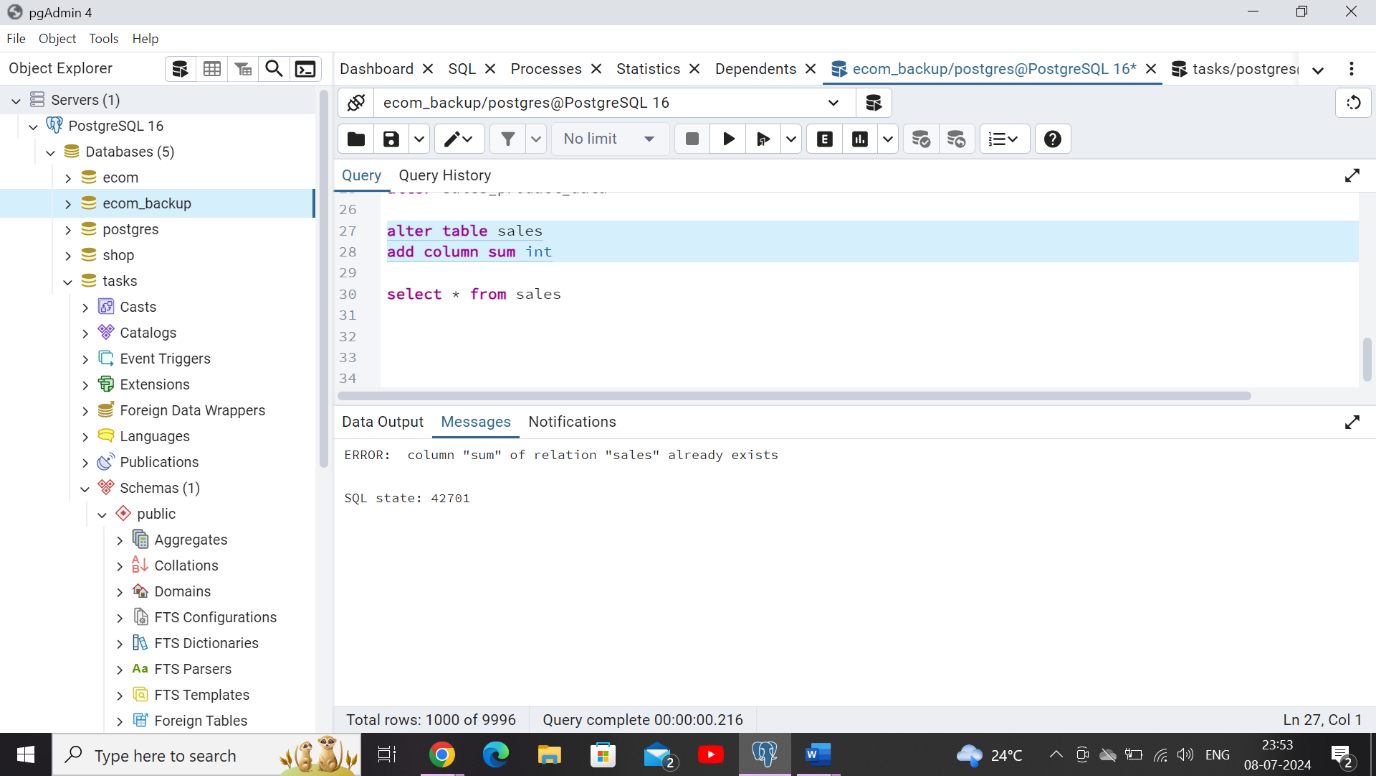 pgAdmin 4
File Object Tools Help
Object Explorer
Dashboard SQL Processes Statistics Dependents ecom_backup/postgres@PostgreSQL 16* tasks/postgres
Servers (1)
PostgreSQL 16
Databases (5)
ecom
ecom_backup
postgres
shop
tasks
Casts
Catalogs
Event Triggers
Extensions
Foreign Data Wrappers
Languages
Publications
Schemas (1)
public
Aggregates
Collations
Domains
FTS Configurations
FTS Dictionaries
Aa FTS Parsers
FTS Templates
Foreign Tables
ecom_backup/postgres@PostgreSQL 16
No limit
E
Query Query History
26
27 alter table sales
28 add column sum int
29
30 select * from sales
31
32
33
34
Data Output Messages Notifications
ERROR: column "sum" of relation "sales" already exists
SQL state: 42701
Total rows: 1000 of 9996 Query complete 00:00:00.216 Ln 27, Col 1
Type here to search
2
24°C
ENG
23:53
08-07-2024
2